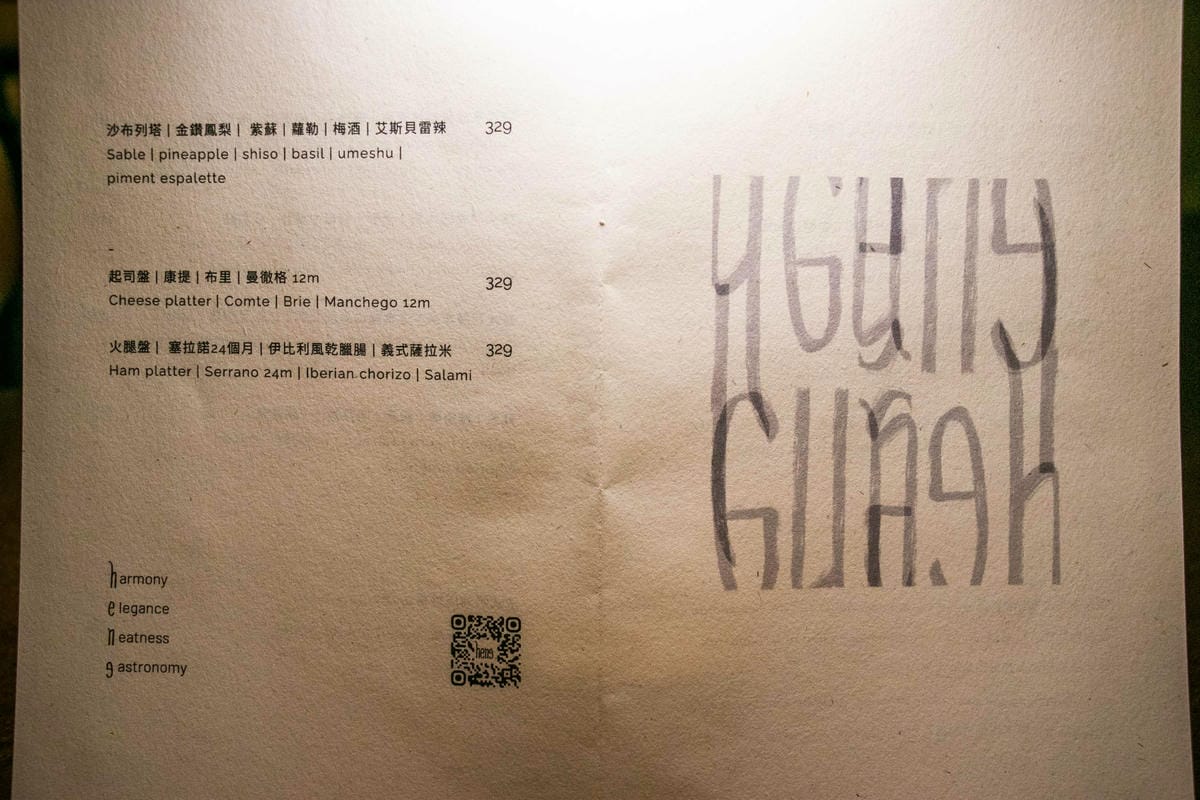 沙布列塔 | 金鑽鳳梨 | 紫蘇 | 蘿勒 | 梅酒 | 艾斯貝雷辣 329
Sable | pineapple | shiso | basil | umeshu |
piment espalette
-
起司盤 | 康提 | 布里 | 曼徹格 12m 329
Cheese platter | Comte | Brie | Manchego 12m
火腿盤 | 塞拉諾24個月 | 伊比利風乾臘腸 | 義式薩拉米 329
Ham platter | Serrano 24m | Iberian chorizo | Salami
harmony
elegance
neatness
gastronomy
heng